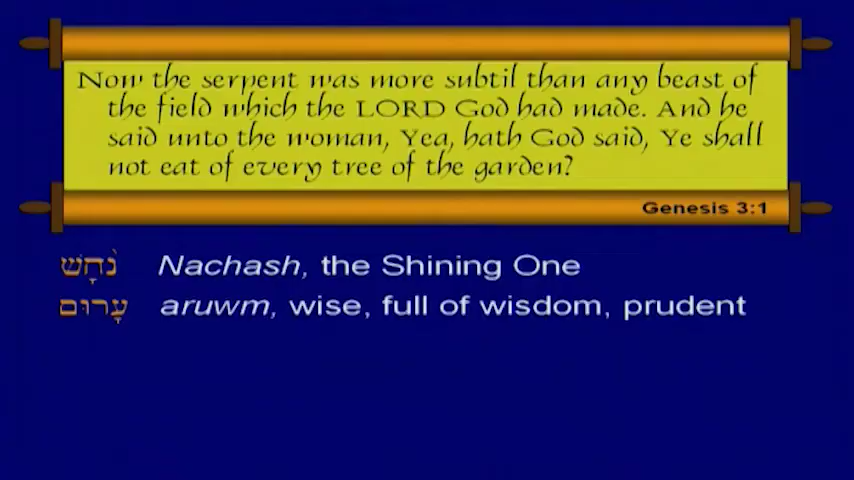 Now the serpent was more subtil than any beast of
the field which the LORD God had made. And he
said unto the woman, Yea, hath God said, Ye shall
not eat of every tree of the garden?
Genesis 3:1
נָ֨חָשׁ Nachash, the Shining One
עָרוּם aruwm, wise, full of wisdom, prudent